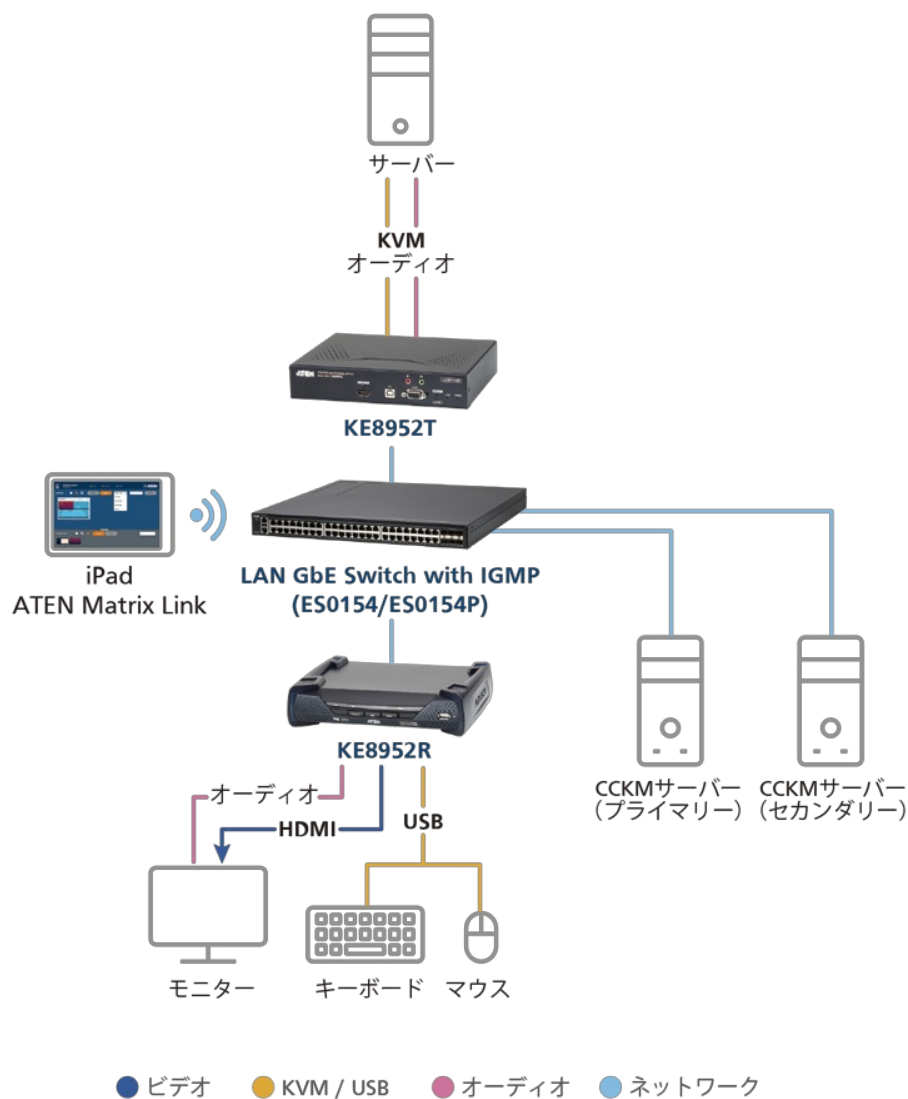 サーバー
KVM
オーディオ
ATEN
KE8952T
iPad
ATEN Matrix Link
LAN GbE Switch with IGMP
(ES0154/ES0154P)
ATEN
KE8952R
オーディオ
HDMI
USB
CCKMサーバー
（プライマリー）
CCKMサーバー
（セカンダリー）
モニター
キーボード
マウス
ビデオ
KVM / USB
オーディオ
ネットワーク